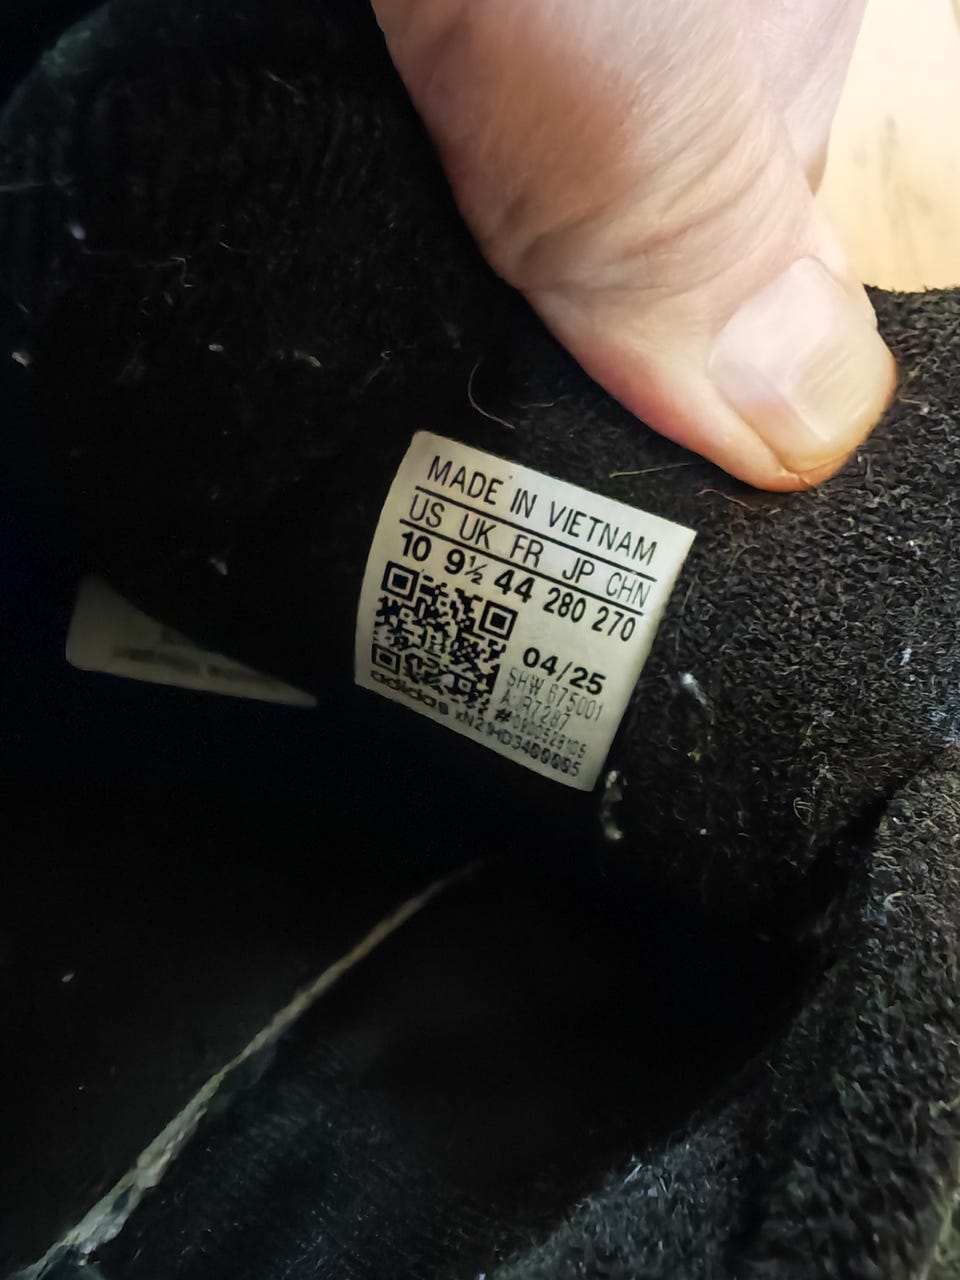 MADE IN VIETNAM
US UK FR JP CHN
10 9½ 44 280 270
04/25
SHW 675001
adidas